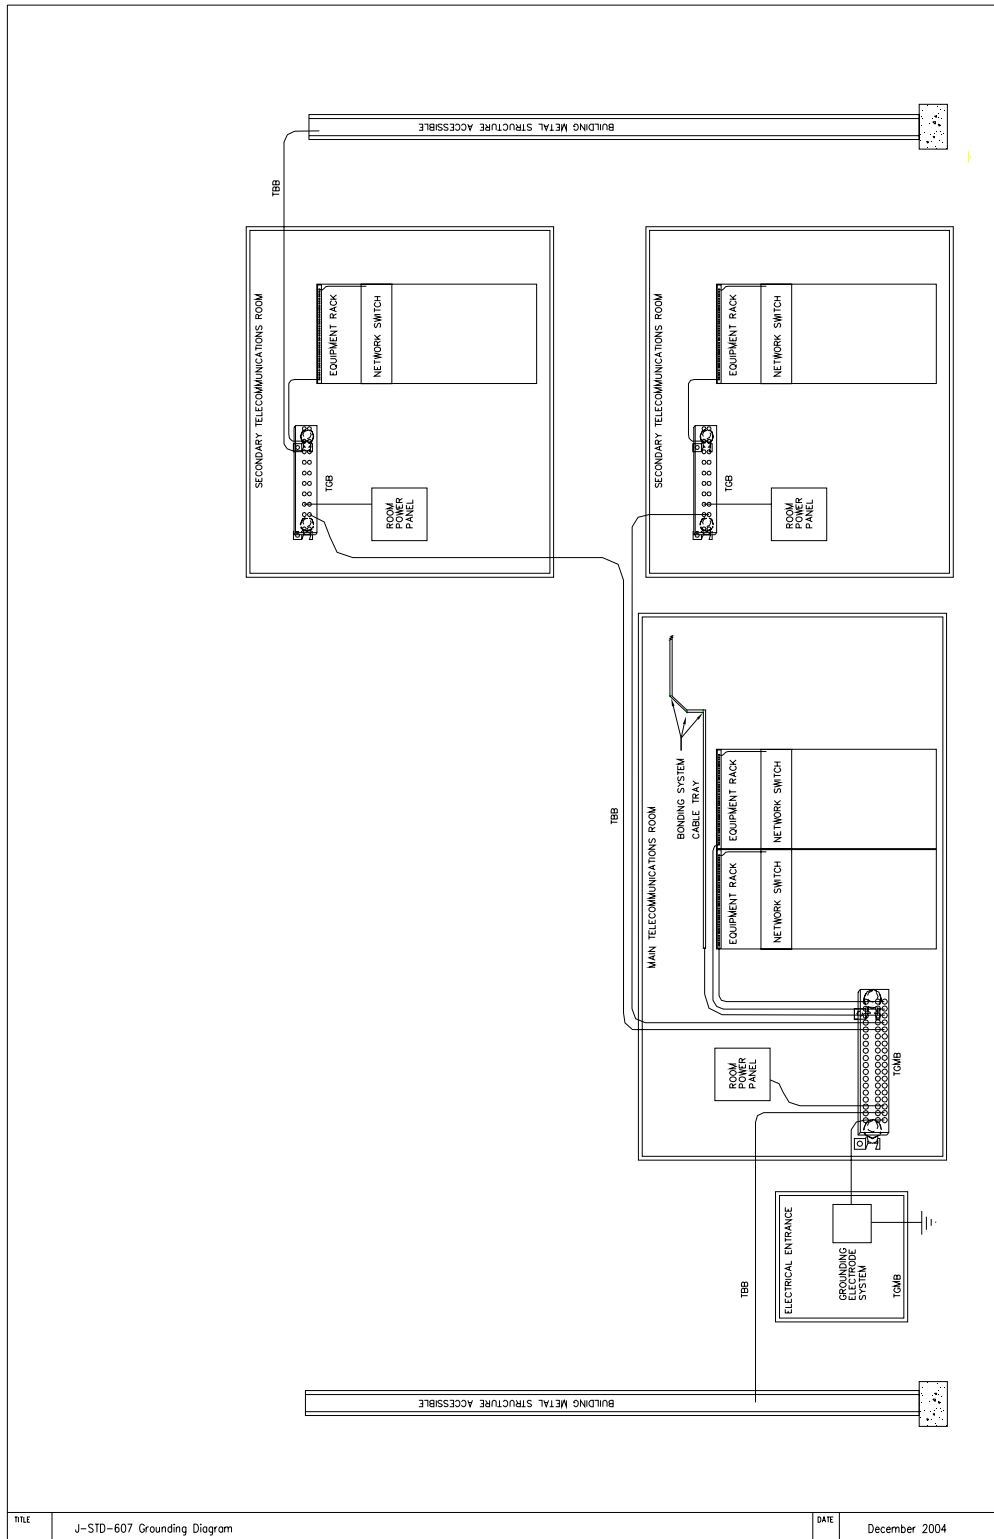 BUILDING METAL STRUCTURE ACCESSIBLE
TBB
SECONDARY TELECOMMUNICATIONS ROOM
EQUIPMENT RACK
NETWORK SWITCH
TGB
ROOM
POWER
PANEL
SECONDARY TELECOMMUNICATIONS ROOM
EQUIPMENT RACK
NETWORK SWITCH
TGB
ROOM
POWER
PANEL
TBB
MAIN TELECOMMUNICATIONS ROOM
BONDING SYSTEM
CABLE TRAY
EQUIPMENT RACK
NETWORK SWITCH
EQUIPMENT RACK
NETWORK SWITCH
ROOM
POWER
PANEL
TGMB
TBB
ELECTRICAL ENTRANCE
GROUNDING
ELECTRODE
SYSTEM
TGMB
BUILDING METAL STRUCTURE ACCESSIBLE
TITLE
J-STD-607 Grounding Diagram
DATE
December 2004